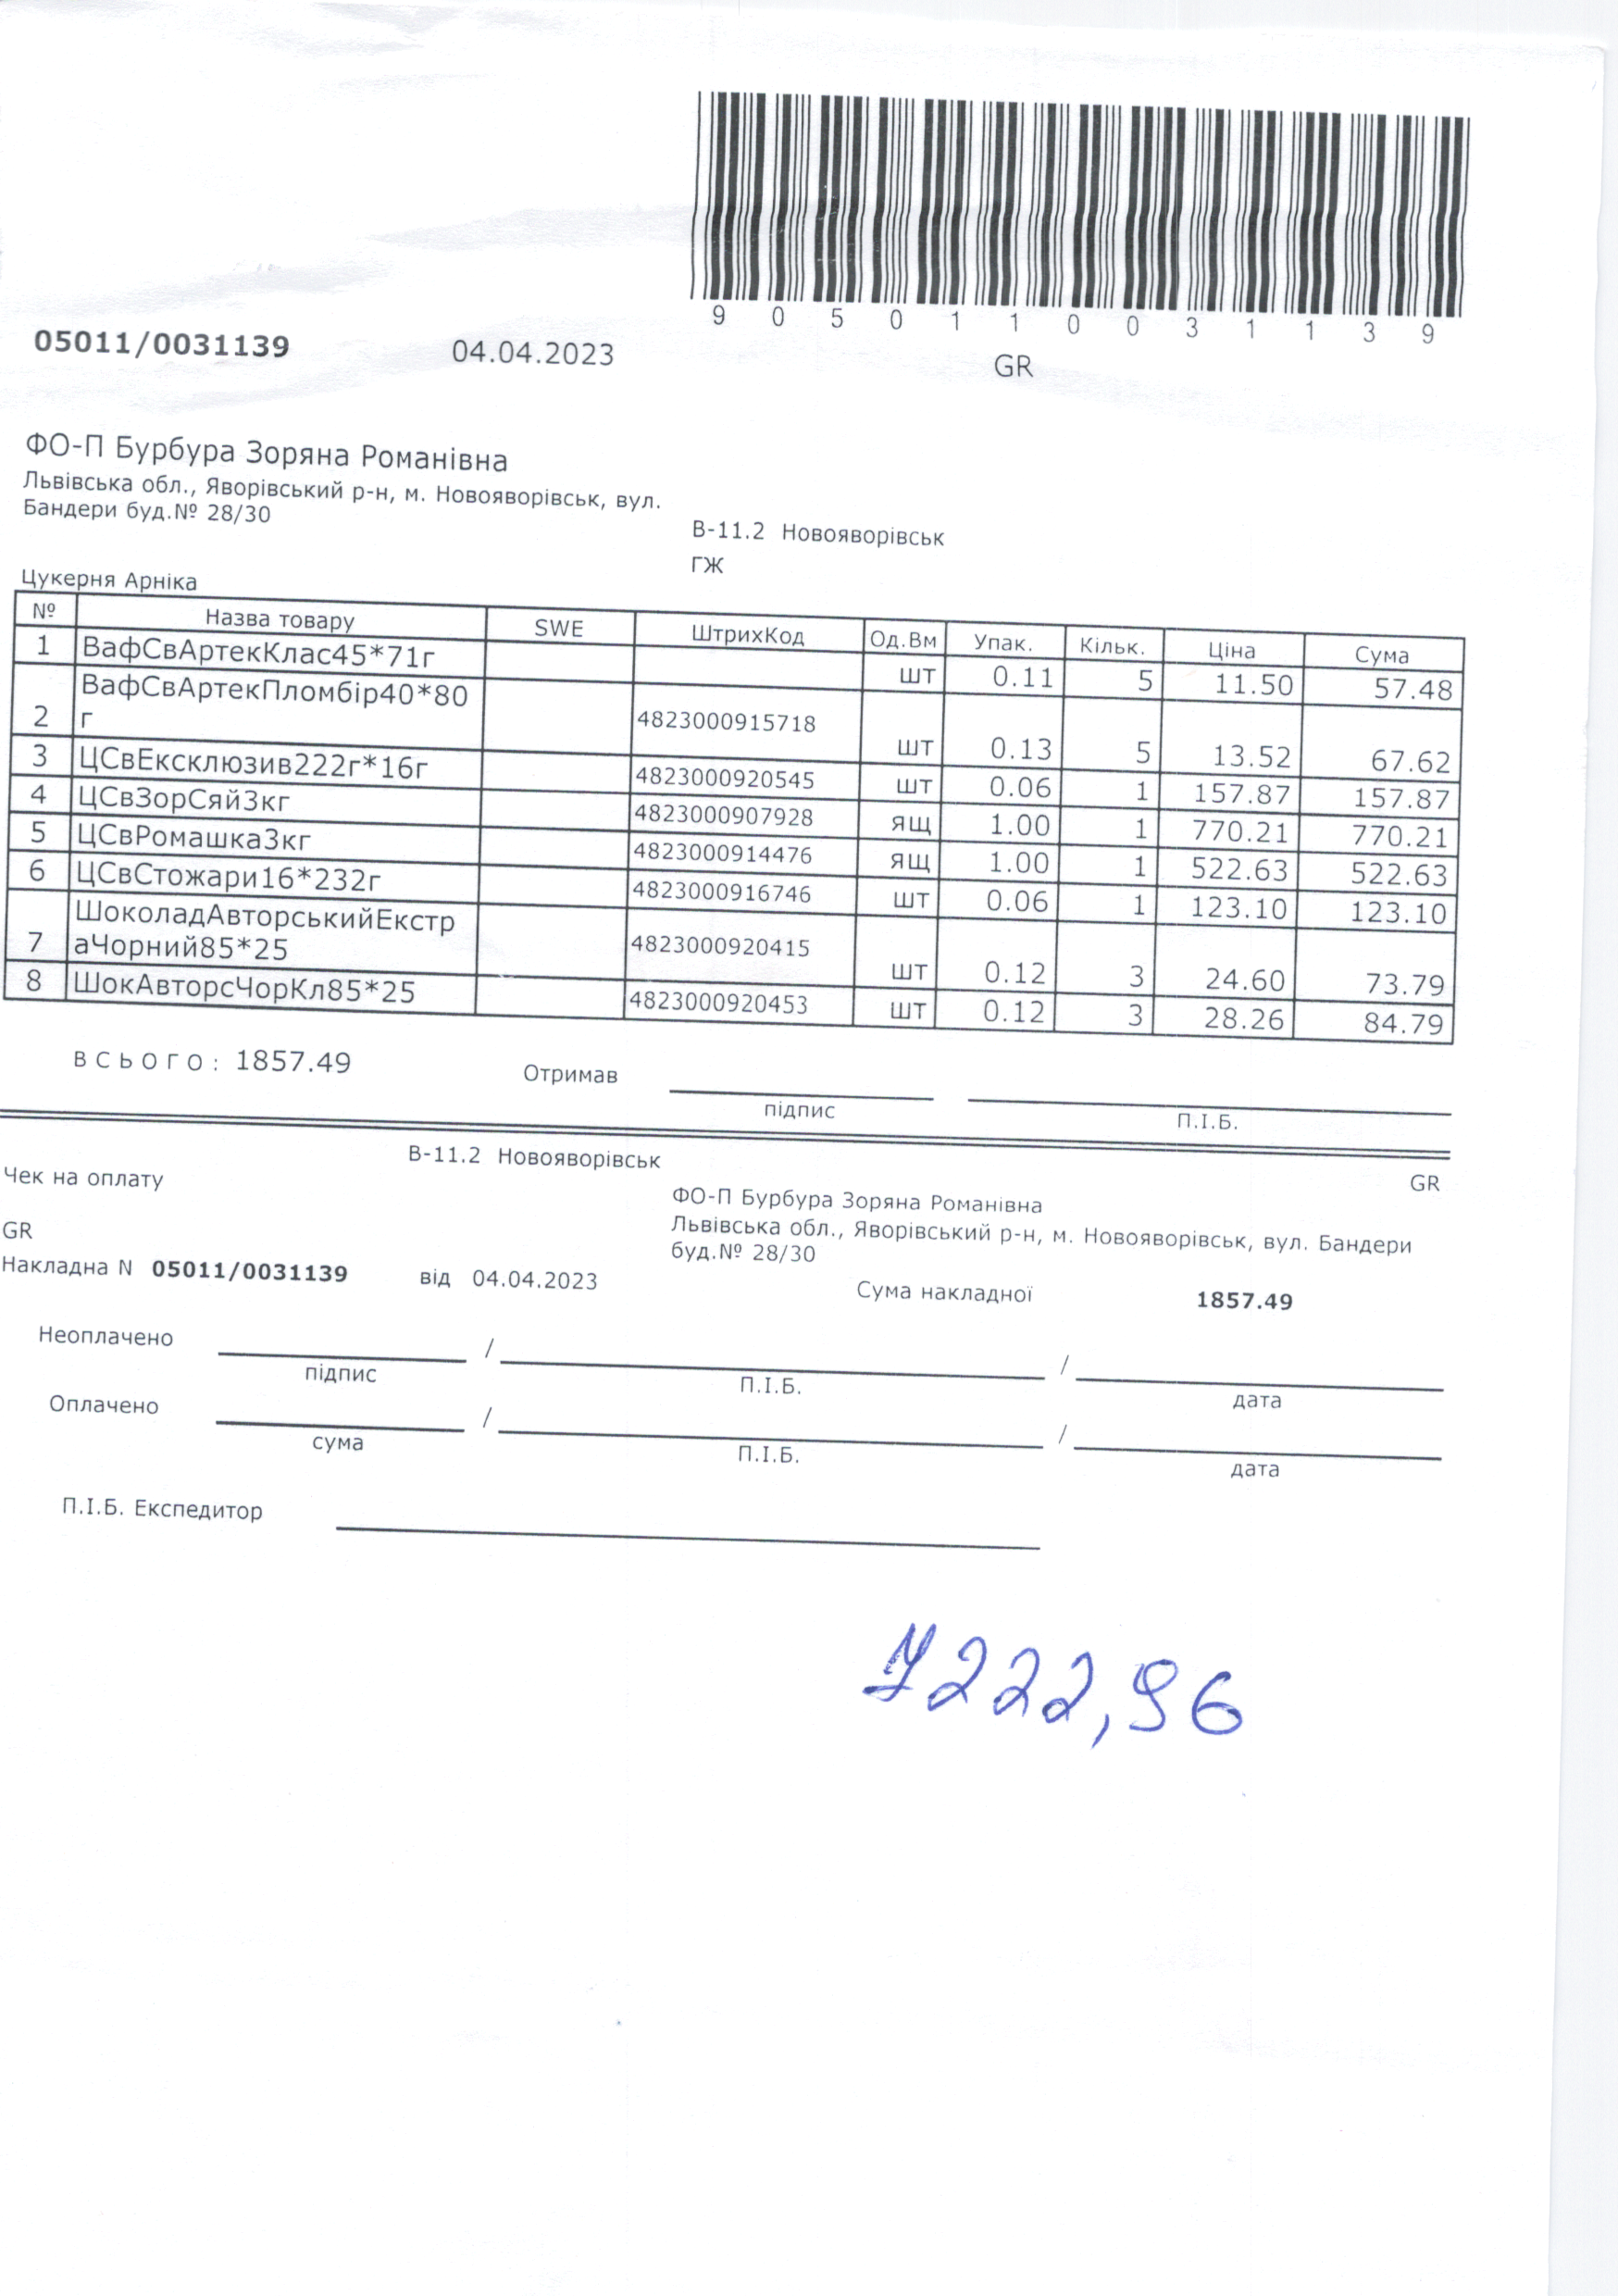 9 0 5 0 1 1 0 0 3 1 1 3 9
05011/0031139 04.04.2023 GR
ФО-П Бурбура Зоряна Романівна
Львівська обл., Яворівський р-н, м. Новояворівськ, вул.
Бандери буд.№ 28/30
В-11.2 Новояворівськ
ГЖ
Цукерня Арніка
№ Назва товару SWE ШтрихКод Од.Вм Упак. Кільк. Ціна Сума
1 ВафСвАртекКлас45*71г шт 0.11 5 11.50 57.48
ВафСвАртекПломбір40*80
2 г 4823000915718 шт 0.13 5 13.52 67.62
3 ЦСвЕксклюзив222г*16г 4823000920545 шт 0.06 1 157.87 157.87
4 ЦСвЗорСяй3кг 4823000907928 ящ 1.00 1 770.21 770.21
5 ЦСвРомашка3кг 4823000914476 ящ 1.00 1 522.63 522.63
6 ЦСвСтожари16*232г 4823000916746 шт 0.06 1 123.10 123.10
ШоколадАвторськийЕкстр
7 аЧорний85*25 4823000920415 шт 0.12 3 24.60 73.79
8 ШокАвторсЧорКл85*25 4823000920453 шт 0.12 3 28.26 84.79
В С Ь О Г О : 1857.49 Отримав
підпис П.І.Б.
В-11.2 Новояворівськ
Чек на оплату GR
ФО-П Бурбура Зоряна Романівна
Львівська обл., Яворівський р-н, м. Новояворівськ, вул. Бандери
буд.№ 28/30
GR
Накладна N 05011/0031139 від 04.04.2023 Сума накладної 1857.49
Неоплачено / /
підпис П.І.Б. дата
Оплачено / /
сума П.І.Б. дата
П.І.Б. Експедитор
7222,96